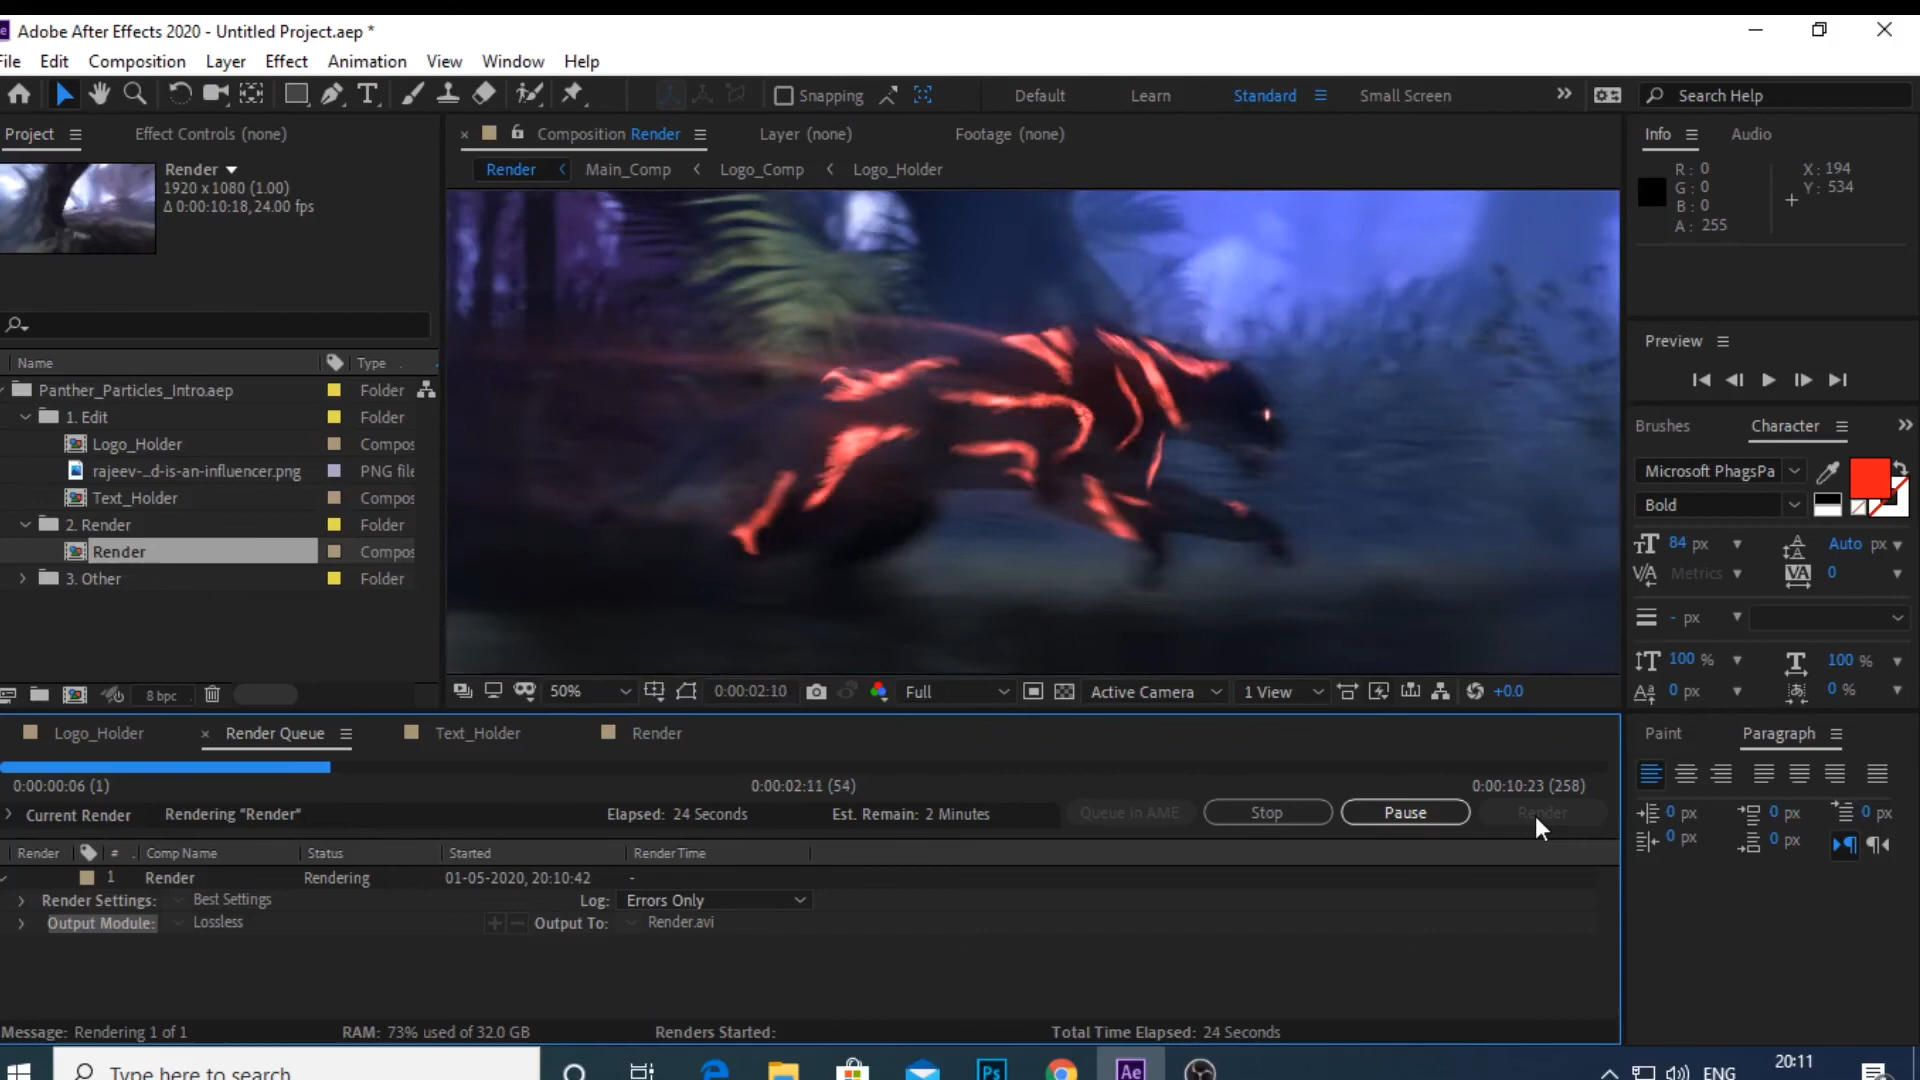 Adobe After Effects 2020 - Untitled Project.aep *
File Edit Composition Layer Effect Animation View Window Help
Snapping Default Learn Standard Small Screen Search Help
Project Effect Controls (none) Composition Render Layer (none) Footage (none) Info Audio
Render
1920 x 1080 (1.00)
Δ 0:00:10:18, 24.00 fps
Render Main_Comp Logo_Comp Logo_Holder
R: 0 X: 194
G: 0 Y: 534
B: 0
A: 255
Preview
Name Type
Panther_Particles_Intro.aep Folder
1. Edit Folder
Logo_Holder Compos
rajeev-...d-is-an-influencer.png PNG file
Text_Holder Compos
2. Render Folder
Render Compos
3. Other Folder
Brushes Character
Microsoft PhagsPa
Bold
84 px Auto px
Metrics 0
- px
100 % 100 %
0 px 0 %
8 bpc 50% 0:00:02:10 Full Active Camera 1 View +0.0
Logo_Holder Render Queue Text_Holder Render
Paint Paragraph
0 px 0 px 0 px
0 px 0 px
0:00:00:06 (1) 0:00:02:11 (54) 0:00:10:23 (258)
Current Render Rendering "Render" Elapsed: 24 Seconds Est. Remain: 2 Minutes Queue in AME Stop Pause Render
Render # Comp Name Status Started Render Time
1 Render Rendering 01-05-2020, 20:10:42 -
Render Settings: Best Settings Log: Errors Only
Output Module: Lossless Output To: Render.avi
Message: Rendering 1 of 1 RAM: 73% used of 32.0 GB Renders Started: Total Time Elapsed: 24 Seconds
Type here to search Ps Ae ENG 20:11